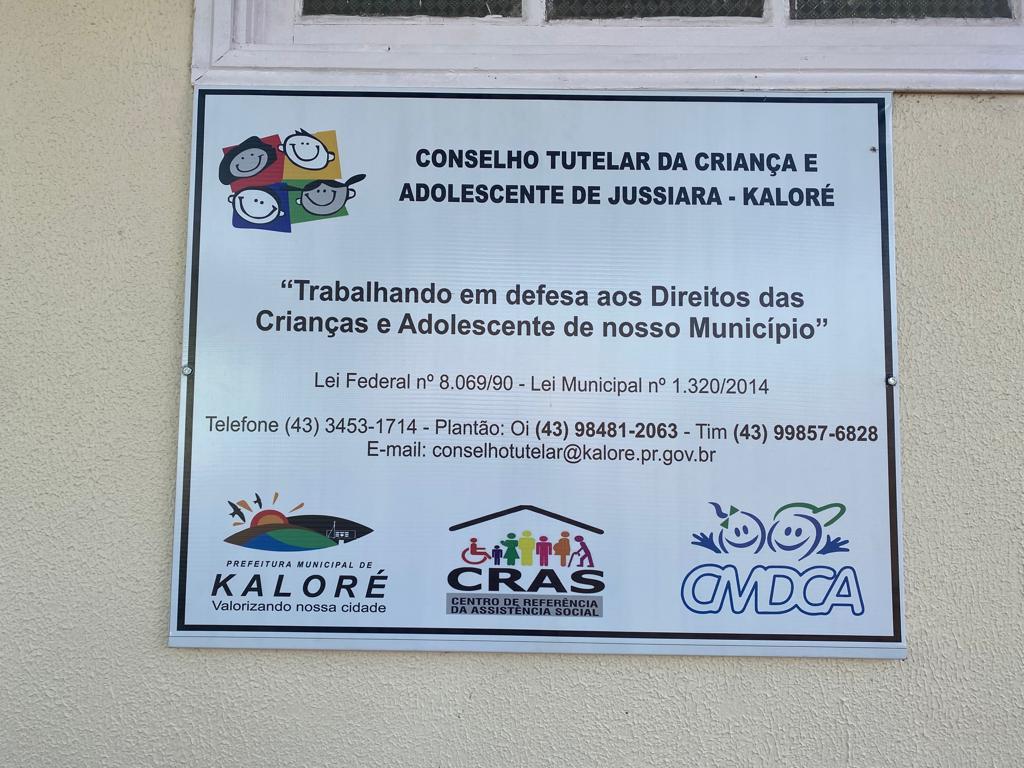 CONSELHO TUTELAR DA CRIANÇA E
ADOLESCENTE DE JUSSIARA - KALORÉ
“Trabalhando em defesa aos Direitos das
Crianças e Adolescente de nosso Município”
Lei Federal nº 8.069/90 - Lei Municipal nº 1.320/2014
Telefone (43) 3453-1714 - Plantão: Oi (43) 98481-2063 - Tim (43) 99857-6828
E-mail: conselhotutelar@kalore.pr.gov.br
PREFEITURA MUNICIPAL DE
KALORÉ
Valorizando nossa cidade
CRAS
CENTRO DE REFERÊNCIA
DA ASSISTÊNCIA SOCIAL
CMDCA